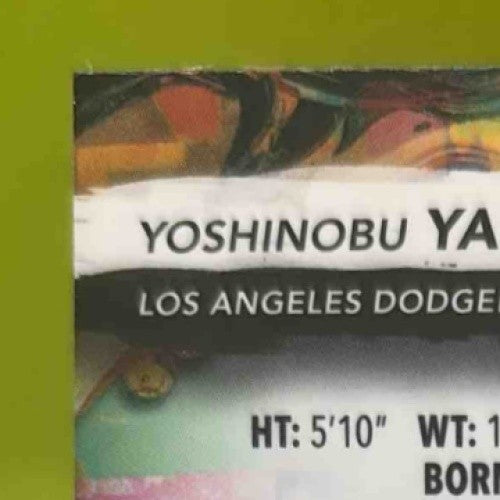 YOSHINOBU YA
LOS ANGELES DODGE
HT: 5'10" WT: 1
BOR